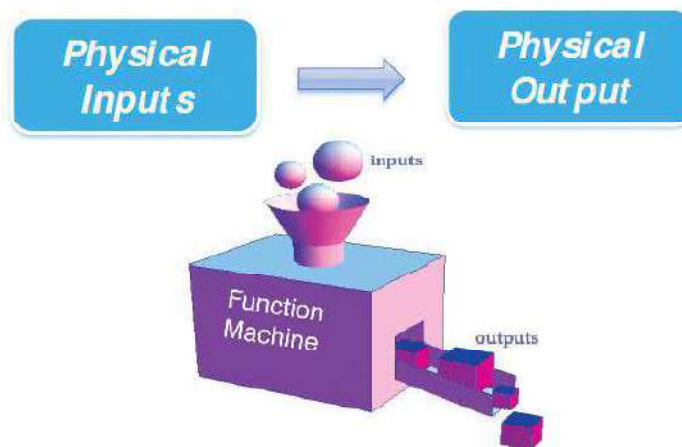 Physical
Inputs
Physical
Output
inputs
Function
Machine
outputs